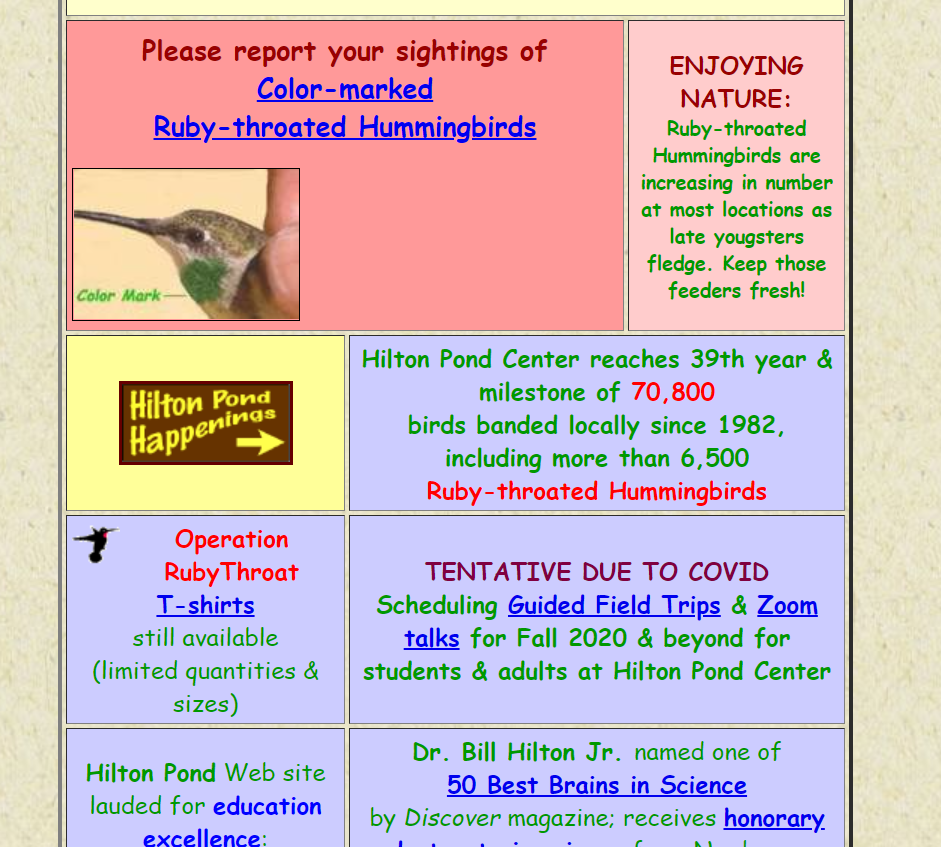 Please report your sightings of
Color-marked
Ruby-throated Hummingbirds
Color Mark
ENJOYING
NATURE:
Ruby-throated
Hummingbirds are
increasing in number
at most locations as
late yougsters
fledge. Keep those
feeders fresh!
Hilton Pond
Happenings
Hilton Pond Center reaches 39th year &
milestone of 70,800
birds banded locally since 1982,
including more than 6,500
Ruby-throated Hummingbirds
Operation
RubyThroat
T-shirts
still available
(limited quantities &
sizes)
TENTATIVE DUE TO COVID
Scheduling Guided Field Trips & Zoom
talks for Fall 2020 & beyond for
students & adults at Hilton Pond Center
Hilton Pond Web site
lauded for education
excellence:
Dr. Bill Hilton Jr. named one of
50 Best Brains in Science
by Discover magazine; receives honorary